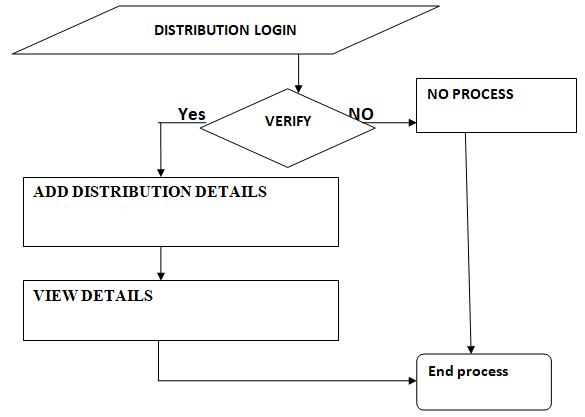 DISTRIBUTION LOGIN
Yes
VERIFY
NO
NO PROCESS
ADD DISTRIBUTION DETAILS
VIEW DETAILS
End process